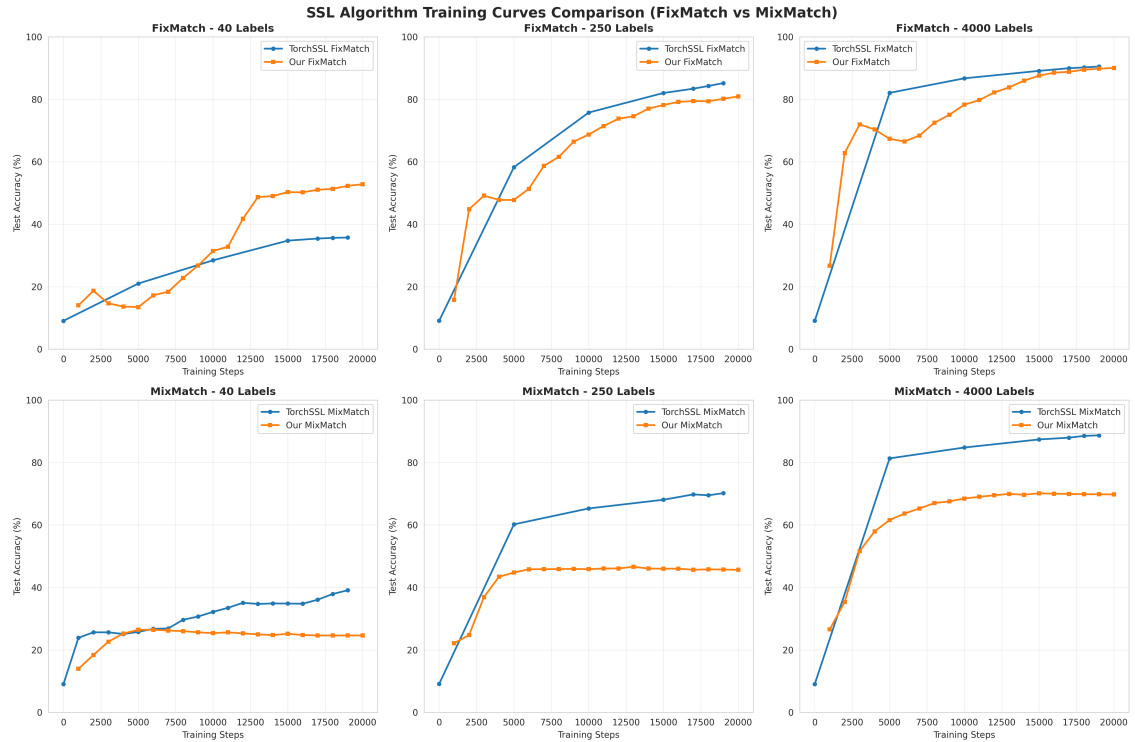 SSL Algorithm Training Curves Comparison (FixMatch vs MixMatch)
FixMatch - 40 Labels
TorchSSL FixMatch
Our FixMatch
Test Accuracy (%)
100
80
60
40
20
0
0 2500 5000 7500 10000 12500 15000 17500 20000
Training Steps
FixMatch - 250 Labels
TorchSSL FixMatch
Our FixMatch
Test Accuracy (%)
100
80
60
40
20
0
0 2500 5000 7500 10000 12500 15000 17500 20000
Training Steps
FixMatch - 4000 Labels
TorchSSL FixMatch
Our FixMatch
Test Accuracy (%)
100
80
60
40
20
0
0 2500 5000 7500 10000 12500 15000 17500 20000
Training Steps
MixMatch - 40 Labels
TorchSSL MixMatch
Our MixMatch
Test Accuracy (%)
100
80
60
40
20
0
0 2500 5000 7500 10000 12500 15000 17500 20000
Training Steps
MixMatch - 250 Labels
TorchSSL MixMatch
Our MixMatch
Test Accuracy (%)
100
80
60
40
20
0
0 2500 5000 7500 10000 12500 15000 17500 20000
Training Steps
MixMatch - 4000 Labels
TorchSSL MixMatch
Our MixMatch
Test Accuracy (%)
100
80
60
40
20
0
0 2500 5000 7500 10000 12500 15000 17500 20000
Training Steps